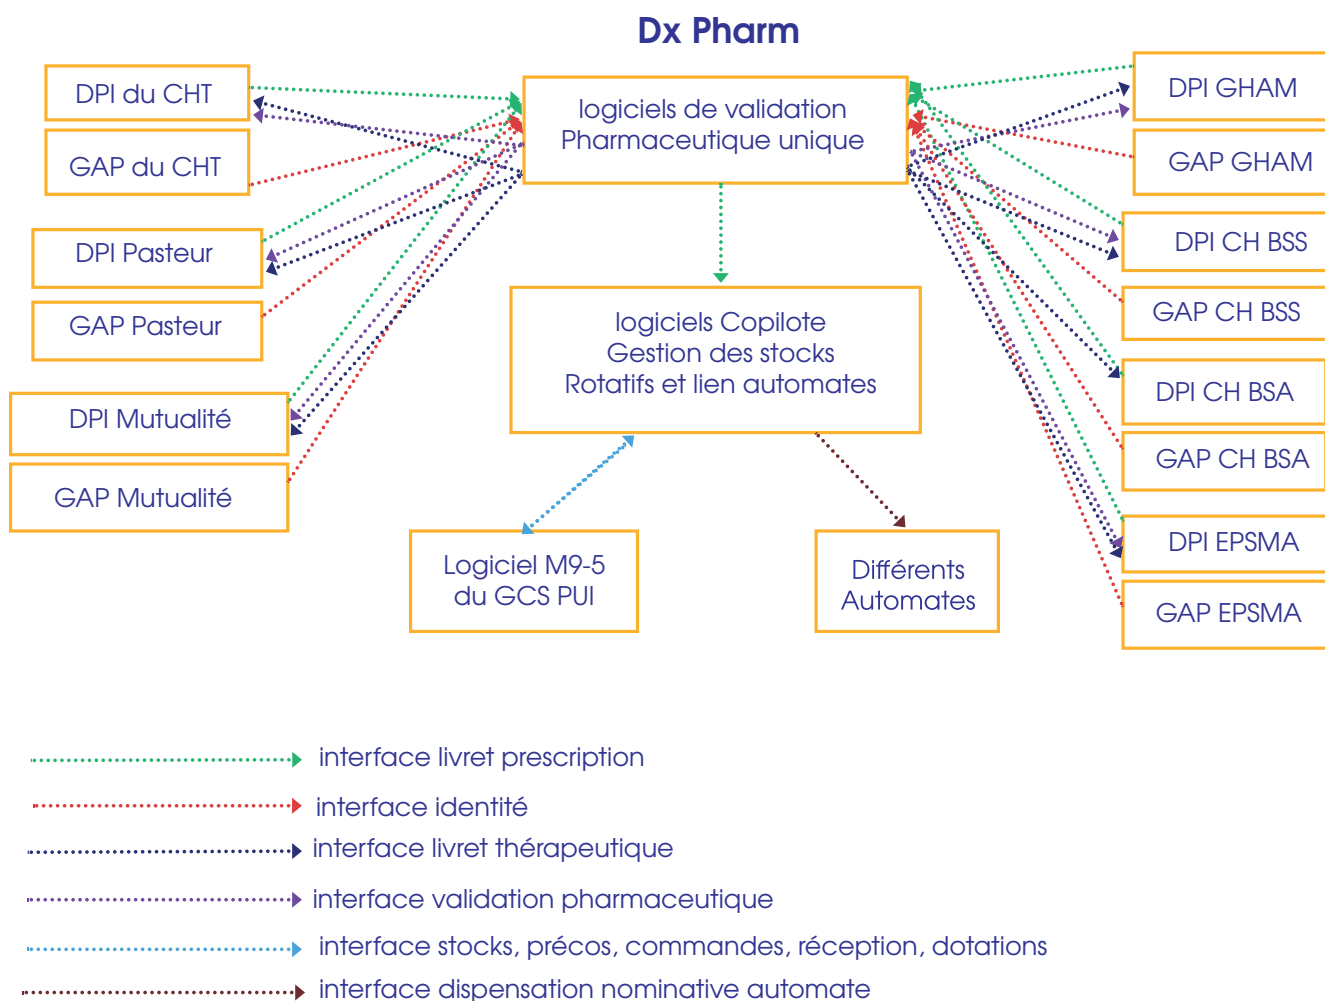 Dx Pharm
DPI du CHT
GAP du CHT
DPI Pasteur
GAP Pasteur
DPI Mutualité
GAP Mutualité
logiciels de validation
Pharmaceutique unique
logiciels Copilote
Gestion des stocks
Rotatifs et lien automates
Logiciel M9-5
du GCS PUI
Différents
Automates
DPI GHAM
GAP GHAM
DPI CH BSS
GAP CH BSS
DPI CH BSA
GAP CH BSA
DPI EPSMA
GAP EPSMA
interface livret prescription
interface identité
interface livret thérapeutique
interface validation pharmaceutique
interface stocks, précos, commandes, réception, dotations
interface dispensation nominative automate